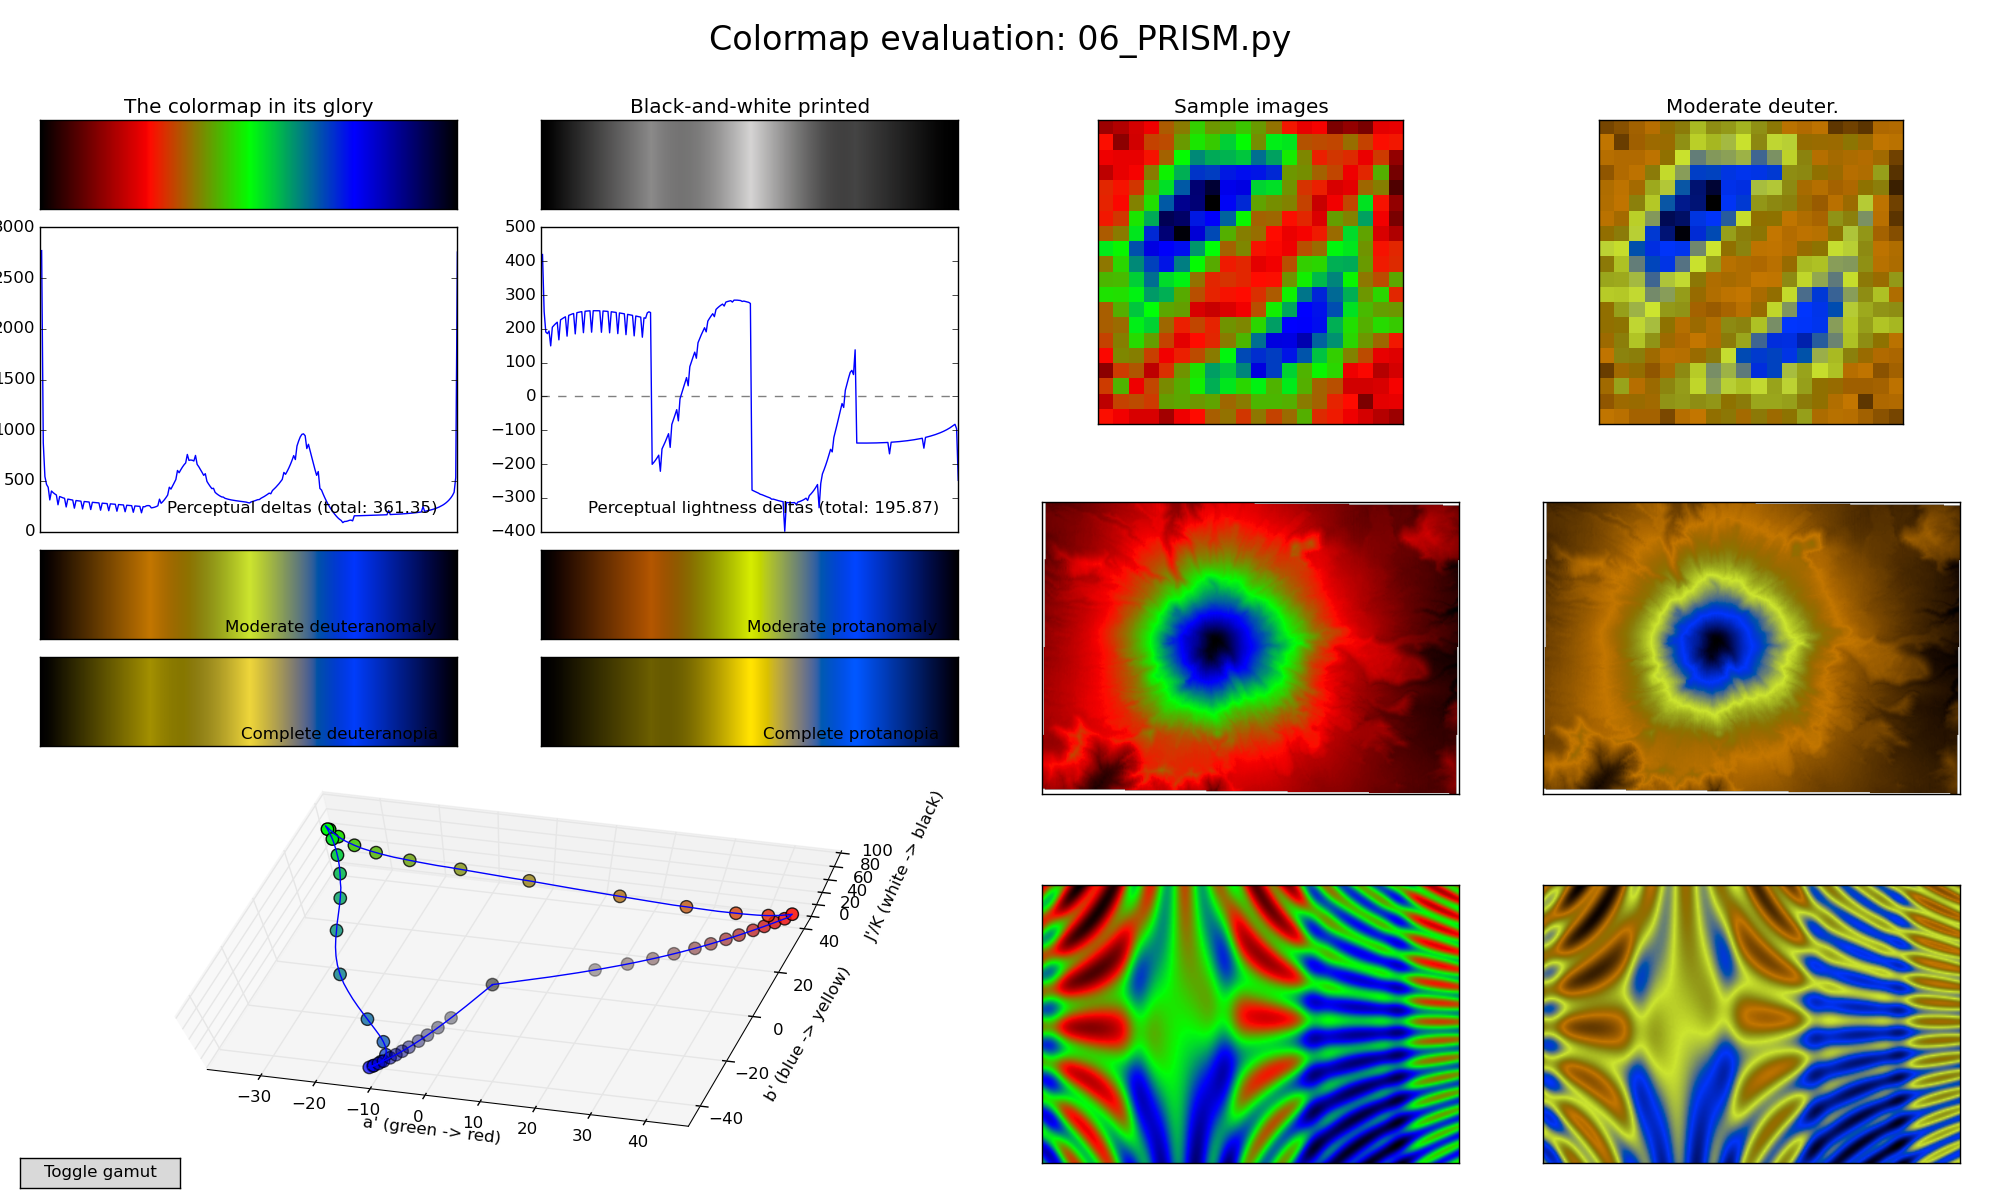 Colormap evaluation: 06_PRISM.py
The colormap in its glory
Black-and-white printed
Sample images
Moderate deuter.
3000
2500
2000
1500
1000
500
0
Perceptual deltas (total: 361.35)
500
400
300
200
100
0
−100
−200
−300
−400
Perceptual lightness deltas (total: 195.87)
Moderate deuteranomaly
Moderate protanomaly
Complete deuteranopia
Complete protanopia
100
80
60
40
20
0
J'/K (white -> black)
40
20
0
−20
−40
b' (blue -> yellow)
−30
−20
−10
0
10
20
30
40
a' (green -> red)
Toggle gamut